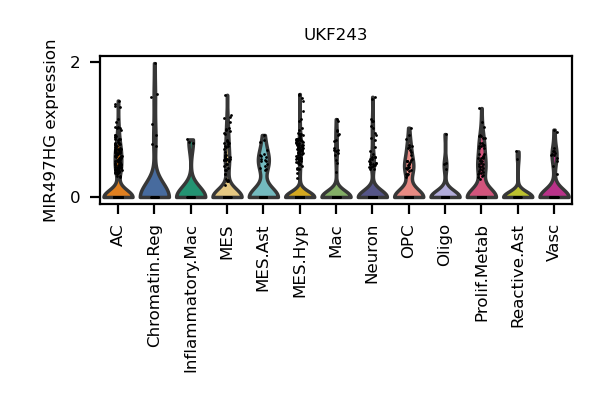 UKF243
MIR497HG expression
2
0
AC
Chromatin.Reg
Inflammatory.Mac
MES
MES.Ast
MES.Hyp
Mac
Neuron
OPC
Oligo
Prolif.Metab
Reactive.Ast
Vasc